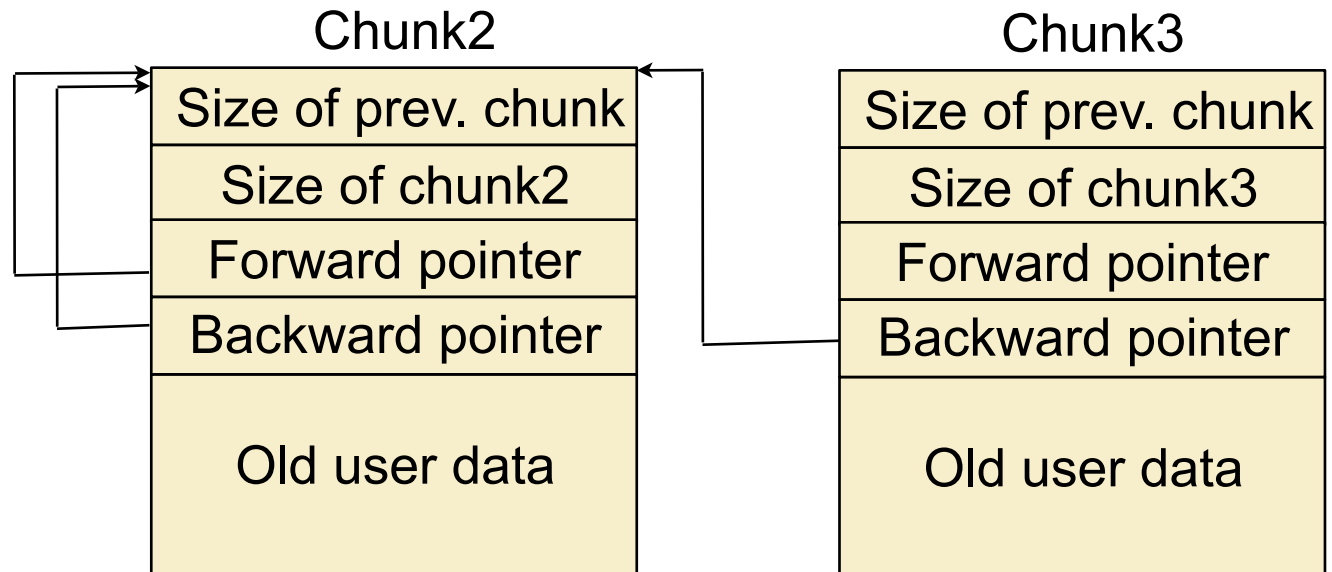 Chunk2
Size of prev. chunk
Size of chunk2
Forward pointer
Backward pointer
Old user data
Chunk3
Size of prev. chunk
Size of chunk3
Forward pointer
Backward pointer
Old user data